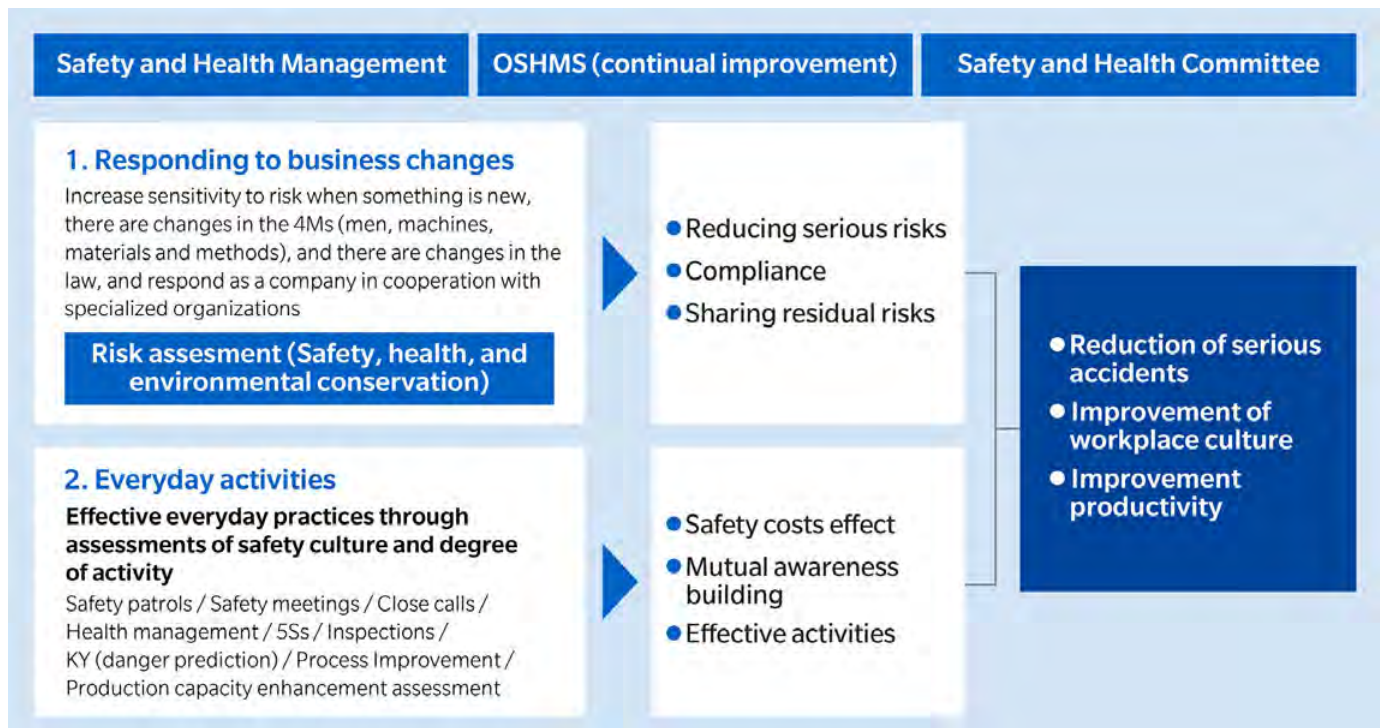 Safety and Health Management
OSHMS (continual improvement)
Safety and Health Committee
1. Responding to business changes
Increase sensitivity to risk when something is new,
there are changes in the 4Ms (men, machines,
materials and methods), and there are changes in the
law, and respond as a company in cooperation with
specialized organizations
Risk assesment (Safety, health, and
environmental conservation)
● Reducing serious risks
● Compliance
● Sharing residual risks
2. Everyday activities
Effective everyday practices through
assessments of safety culture and degree
of activity
Safety patrols / Safety meetings / Close calls /
Health management / 5Ss / Inspections /
KY (danger prediction) / Process Improvement /
Production capacity enhancement assessment
● Safety costs effect
● Mutual awareness
building
● Effective activities
● Reduction of serious
accidents
● Improvement of
workplace culture
● Improvement
productivity